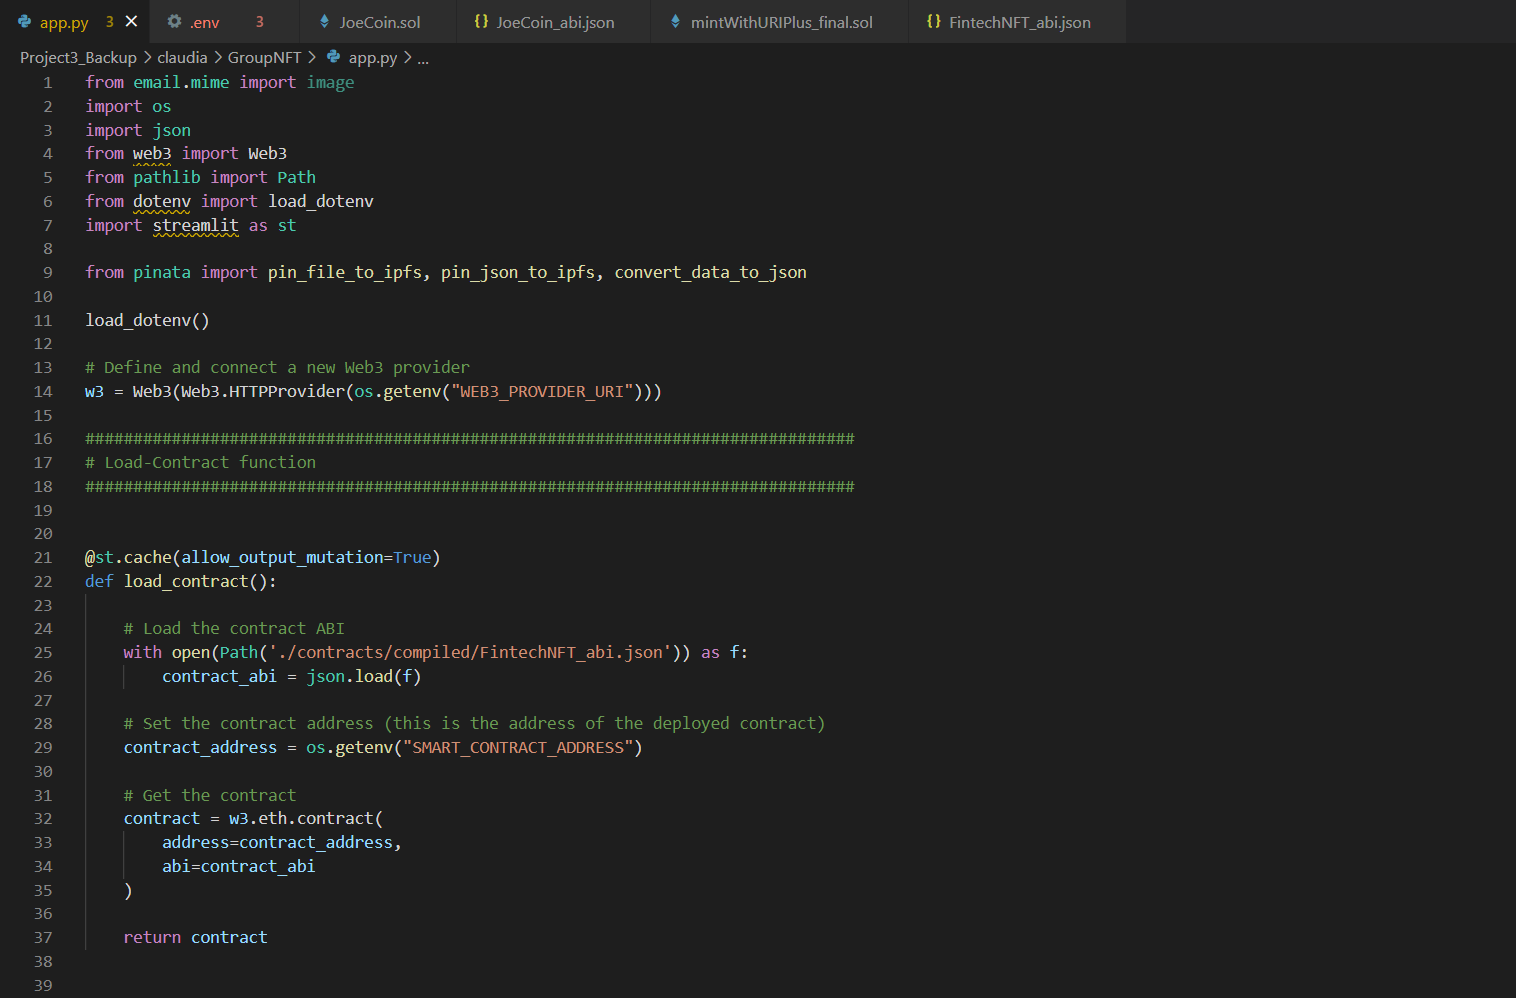 app.py 3 .env 3 JoeCoin.sol {} JoeCoin_abi.json mintWithURIPlus_final.sol {} FintechNFT_abi.json
Project3_Backup > claudia > GroupNFT > app.py > ...
1 from email.mime import image
2 import os
3 import json
4 from web3 import Web3
5 from pathlib import Path
6 from dotenv import load_dotenv
7 import streamlit as st
8
9 from pinata import pin_file_to_ipfs, pin_json_to_ipfs, convert_data_to_json
10
11 load_dotenv()
12
13 # Define and connect a new Web3 provider
14 w3 = Web3(Web3.HTTPProvider(os.getenv("WEB3_PROVIDER_URI")))
15
16 ################################################################################
17 # Load-Contract function
18 ################################################################################
19
20
21 @st.cache(allow_output_mutation=True)
22 def load_contract():
23
24     # Load the contract ABI
25     with open(Path('./contracts/compiled/FintechNFT_abi.json')) as f:
26         contract_abi = json.load(f)
27
28     # Set the contract address (this is the address of the deployed contract)
29     contract_address = os.getenv("SMART_CONTRACT_ADDRESS")
30
31     # Get the contract
32     contract = w3.eth.contract(
33         address=contract_address,
34         abi=contract_abi
35     )
36
37     return contract
38
39